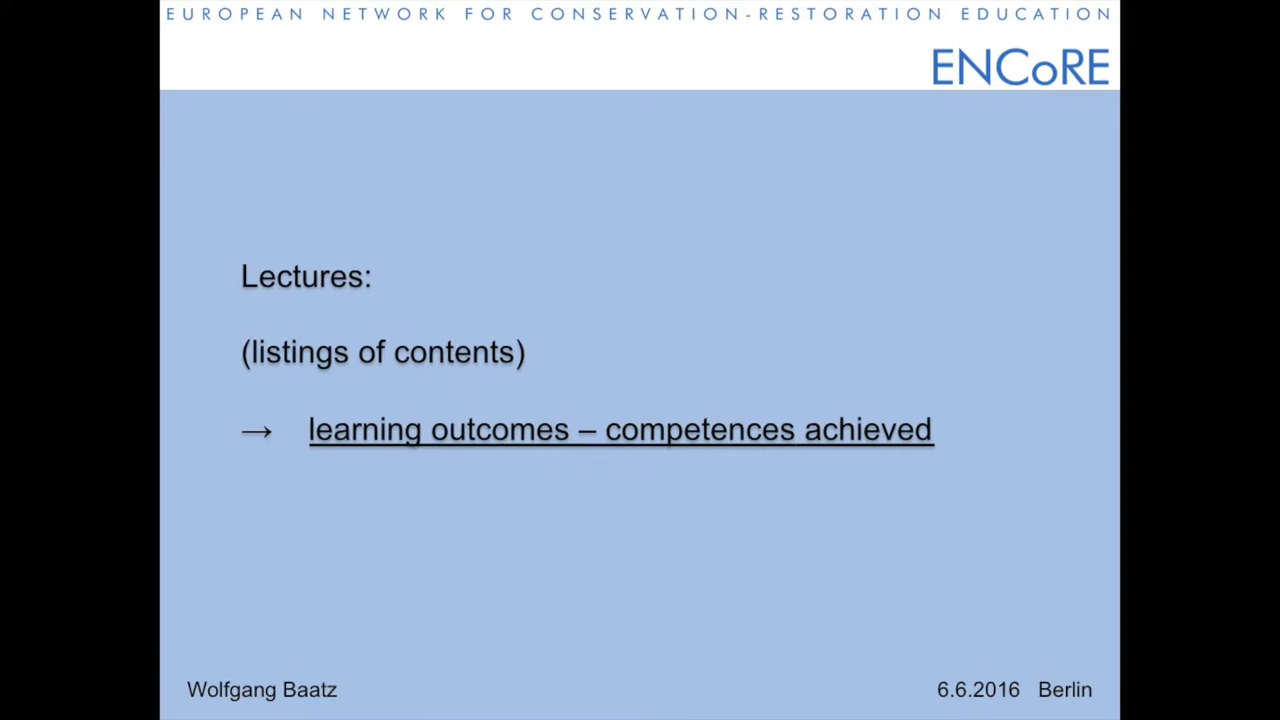 EUROPEAN NETWORK FOR CONSERVATION-RESTORATION EDUCATION
ENCoRE
Lectures:
(listings of contents)
→ learning outcomes – competences achieved
Wolfgang Baatz 6.6.2016 Berlin